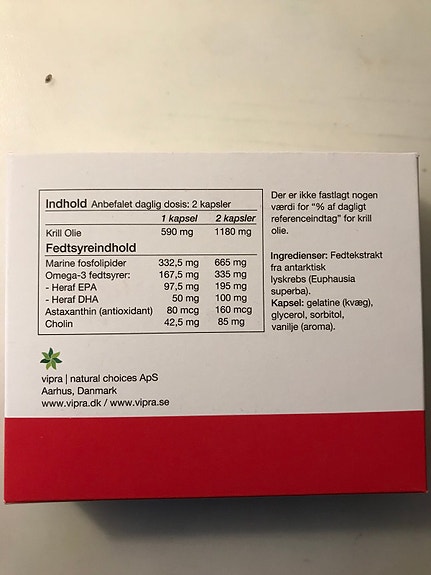 Indhold Anbefalet daglig dosis: 2 kapsler
1 kapsel 2 kapsler
Krill Olie 590 mg 1180 mg
Fedtsyreindhold
Marine fosfolipider 332,5 mg 665 mg
Omega-3 fedtsyrer: 167,5 mg 335 mg
- Heraf EPA 97,5 mg 195 mg
- Heraf DHA 50 mg 100 mg
Astaxanthin (antioxidant) 80 mcg 160 mcg
Cholin 42,5 mg 85 mg
Der er ikke fastlagt nogen
værdi for "% af dagligt
referenceindtag" for krill
olie.
Ingredienser: Fedtekstrakt
fra antarktisk
lyskrebs (Euphausia
superba).
Kapsel: gelatine (kvæg),
glycerol, sorbitol,
vanilje (aroma).
vipra | natural choices ApS
Aarhus, Danmark
www.vipra.dk / www.vipra.se